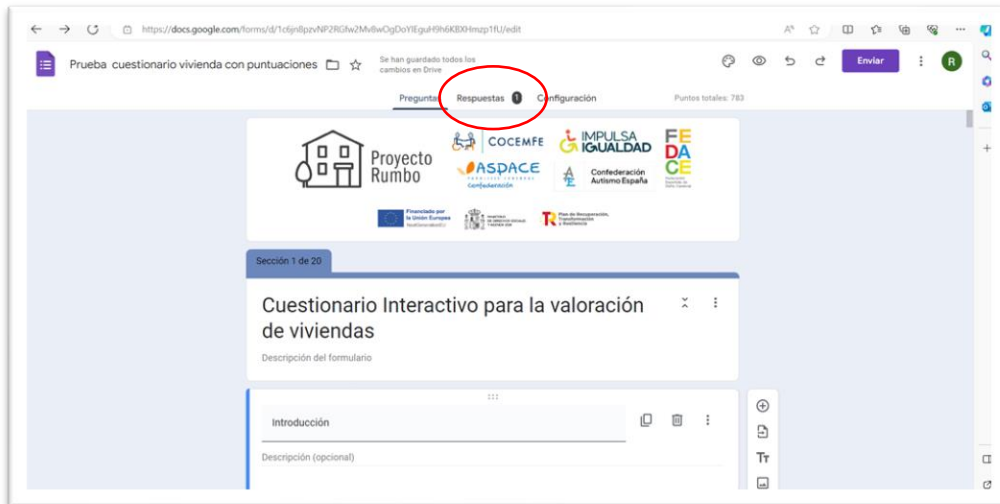 https://docs.google.com/forms/d/1c6jn8pzvNP2RGfw2Mv8wOgDoYlEguH9h6KBXHmzp1fU/edit
Prueba cuestionario vivienda con puntuaciones
Se han guardado todos los
cambios en Drive
Enviar
R
Preguntas
Respuestas 1
Configuración
Puntos totales: 783
Proyecto
Rumbo
COCEMFE
IMPULSA
IGUALDAD
FE
DA
CE
ASPACE
Confederación
Confederación
Autismo España
Financiado por
la Unión Europea
NextGenerationEU
Plan de Recuperación,
Transformación
y Resiliencia
Sección 1 de 20
Cuestionario Interactivo para la valoración
de viviendas
Descripción del formulario
Introducción
Descripción (opcional)
Tт